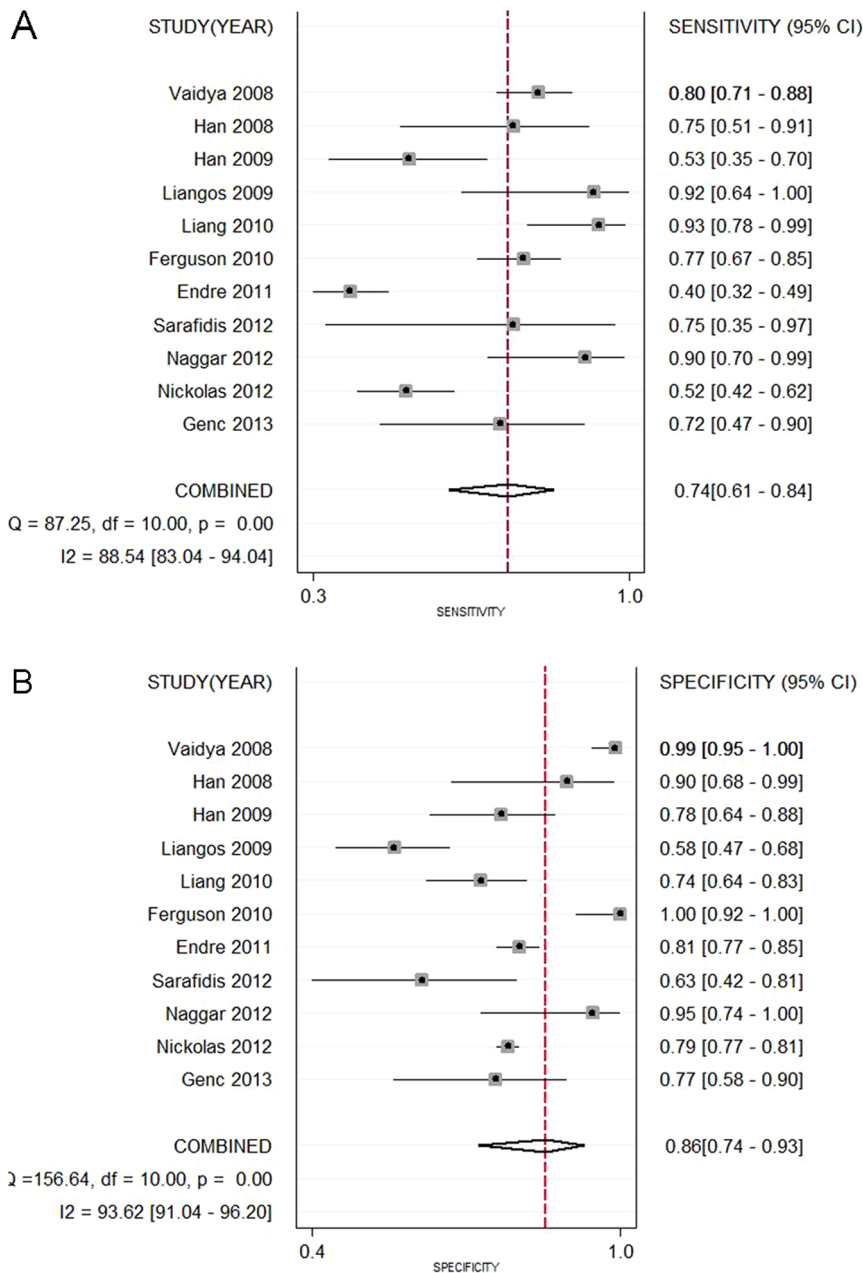 A
STUDY(YEAR) SENSITIVITY (95% CI)
Vaidya 2008 0.80 [0.71 - 0.88]
Han 2008 0.75 [0.51 - 0.91]
Han 2009 0.53 [0.35 - 0.70]
Liangos 2009 0.92 [0.64 - 1.00]
Liang 2010 0.93 [0.78 - 0.99]
Ferguson 2010 0.77 [0.67 - 0.85]
Endre 2011 0.40 [0.32 - 0.49]
Sarafidis 2012 0.75 [0.35 - 0.97]
Naggar 2012 0.90 [0.70 - 0.99]
Nickolas 2012 0.52 [0.42 - 0.62]
Genc 2013 0.72 [0.47 - 0.90]
COMBINED 0.74[0.61 - 0.84]
Q = 87.25, df = 10.00, p = 0.00
I2 = 88.54 [83.04 - 94.04]
0.3 1.0
SENSITIVITY
B
STUDY(YEAR) SPECIFICITY (95% CI)
Vaidya 2008 0.99 [0.95 - 1.00]
Han 2008 0.90 [0.68 - 0.99]
Han 2009 0.78 [0.64 - 0.88]
Liangos 2009 0.58 [0.47 - 0.68]
Liang 2010 0.74 [0.64 - 0.83]
Ferguson 2010 1.00 [0.92 - 1.00]
Endre 2011 0.81 [0.77 - 0.85]
Sarafidis 2012 0.63 [0.42 - 0.81]
Naggar 2012 0.95 [0.74 - 1.00]
Nickolas 2012 0.79 [0.77 - 0.81]
Genc 2013 0.77 [0.58 - 0.90]
COMBINED 0.86[0.74 - 0.93]
Q =156.64, df = 10.00, p = 0.00
I2 = 93.62 [91.04 - 96.20]
0.4 1.0
SPECIFICITY